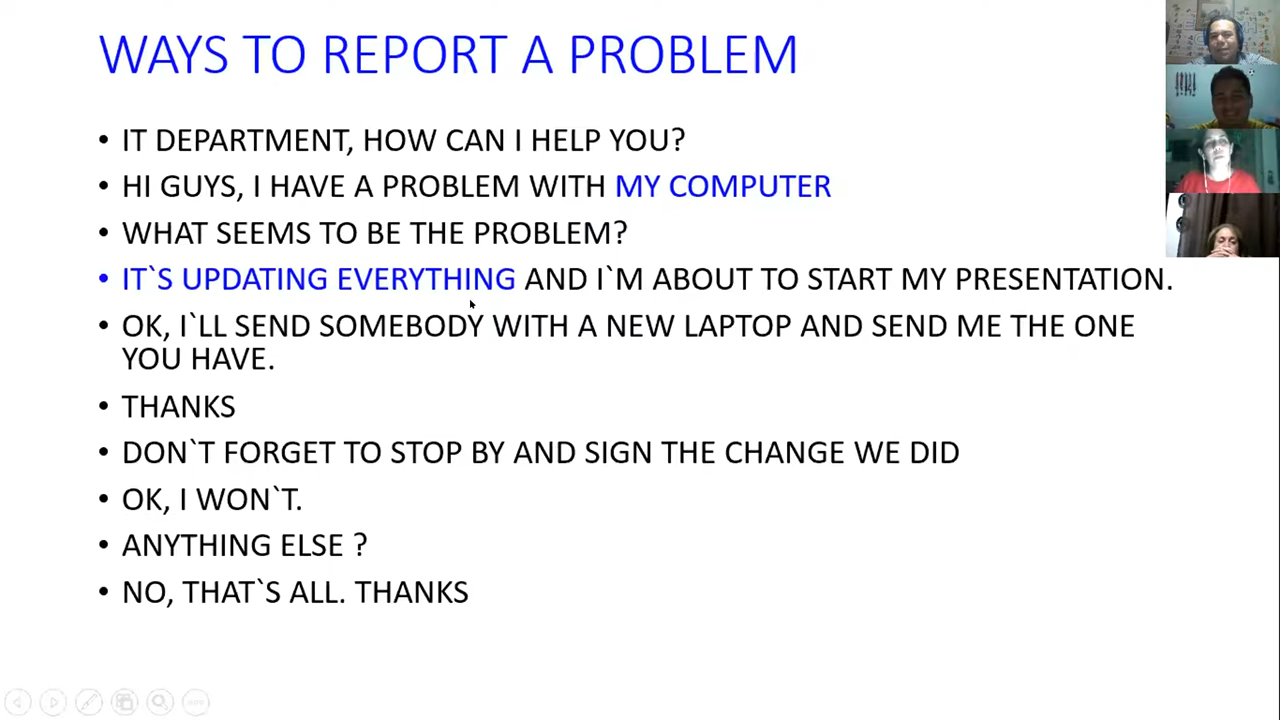 WAYS TO REPORT A PROBLEM
• IT DEPARTMENT, HOW CAN I HELP YOU?
• HI GUYS, I HAVE A PROBLEM WITH MY COMPUTER
• WHAT SEEMS TO BE THE PROBLEM?
• IT`S UPDATING EVERYTHING AND I`M ABOUT TO START MY PRESENTATION.
• OK, I`LL SEND SOMEBODY WITH A NEW LAPTOP AND SEND ME THE ONE
YOU HAVE.
• THANKS
• DON`T FORGET TO STOP BY AND SIGN THE CHANGE WE DID
• OK, I WON`T.
• ANYTHING ELSE ?
• NO, THAT`S ALL. THANKS